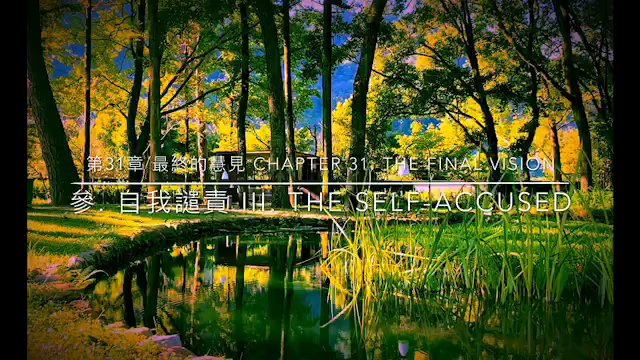 第31章/最終的慧見 CHAPTER 31. THE FINAL VISION
參 自我譴責 III. THE SELF-ACCUSED